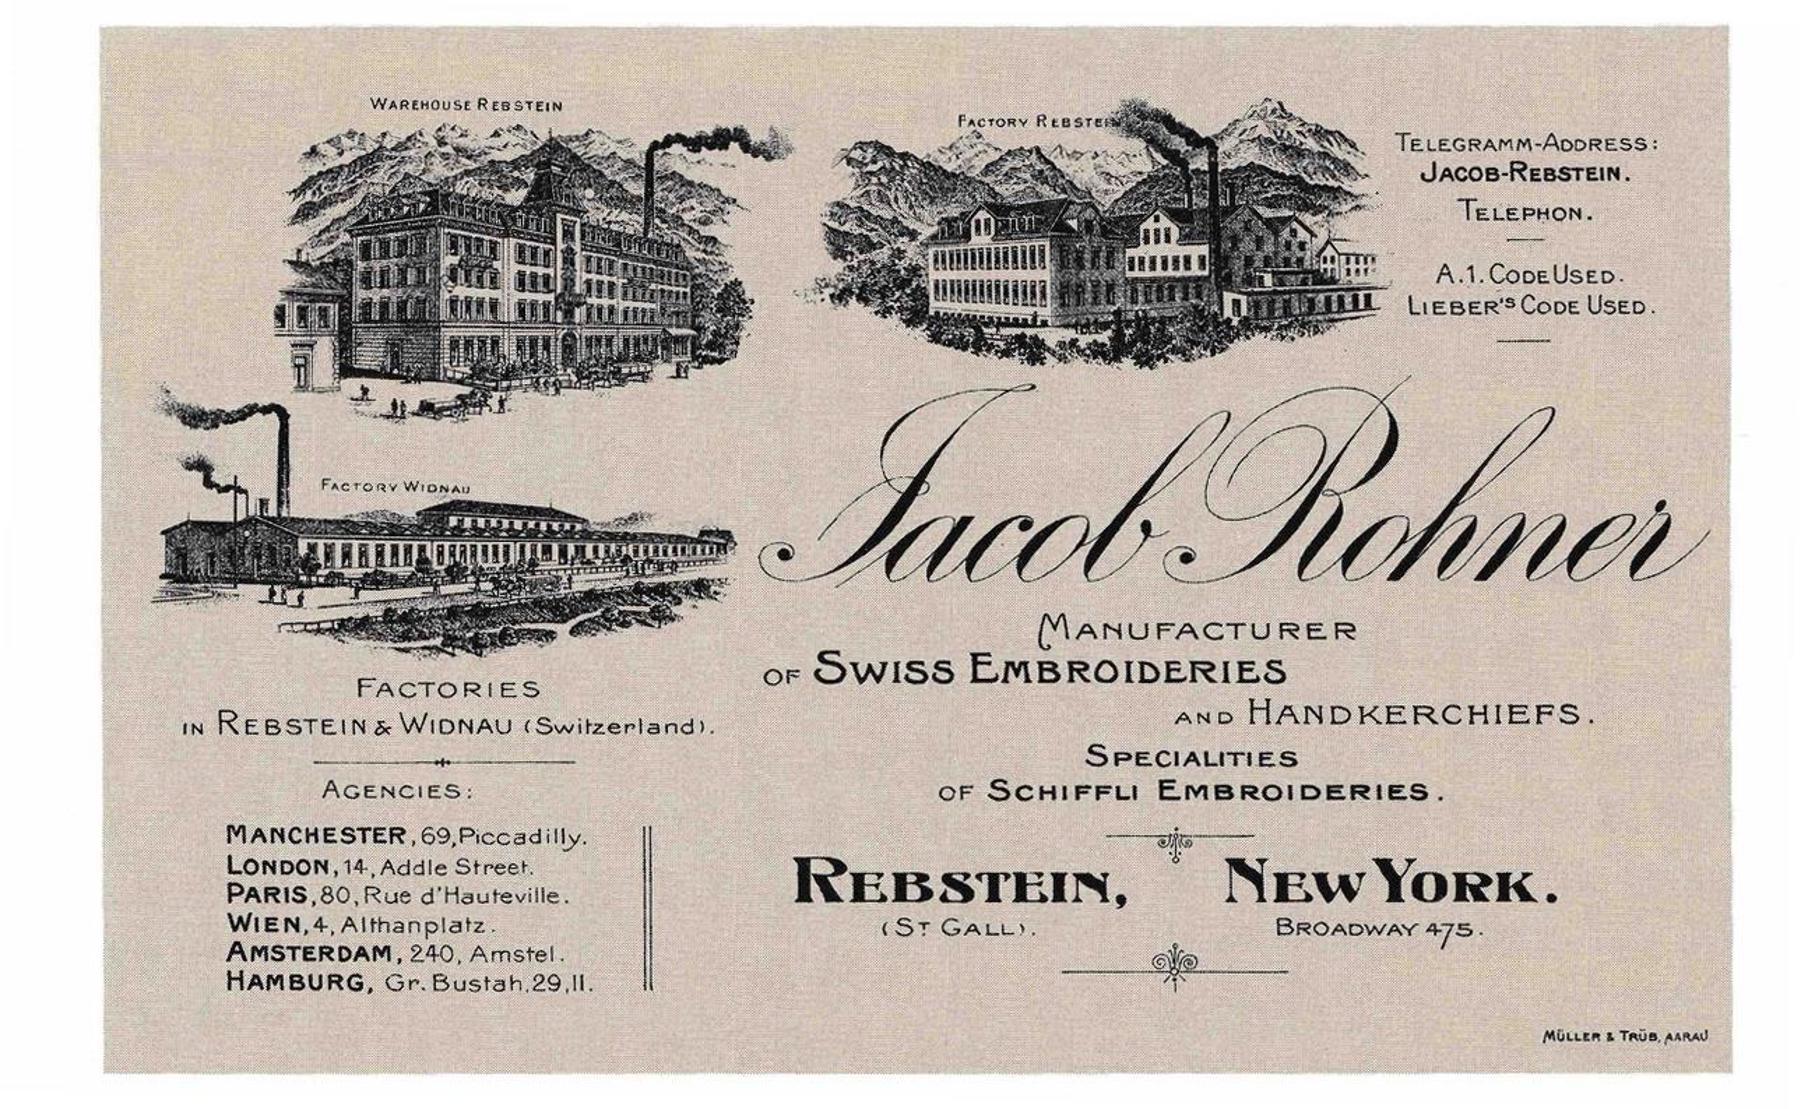 WAREHOUSE REBSTEIN
FACTORY REBSTEIN
TELEGRAMM-ADDRESS:
JACOB-REBSTEIN.
TELEPHON.
A.1. CODE USED.
LIEBER'S CODE USED.
FACTORY WIDNAU
Jacob Rohner
MANUFACTURER
OF SWISS EMBROIDERIES
AND HANDKERCHIEFS.
SPECIALITIES
OF SCHIFFLI EMBROIDERIES.
REBSTEIN,
(ST GALL).
NEW YORK.
BROADWAY 475.
FACTORIES
IN REBSTEIN & WIDNAU (Switzerland).
AGENCIES:
MANCHESTER, 69, Piccadilly.
LONDON, 14, Addle Street.
PARIS, 80, Rue d'Hauteville.
WIEN, 4, Althanplatz.
AMSTERDAM, 240, Amstel.
HAMBURG, Gr. Bustah, 29, II.
MÜLLER & TRÜB, AARAU